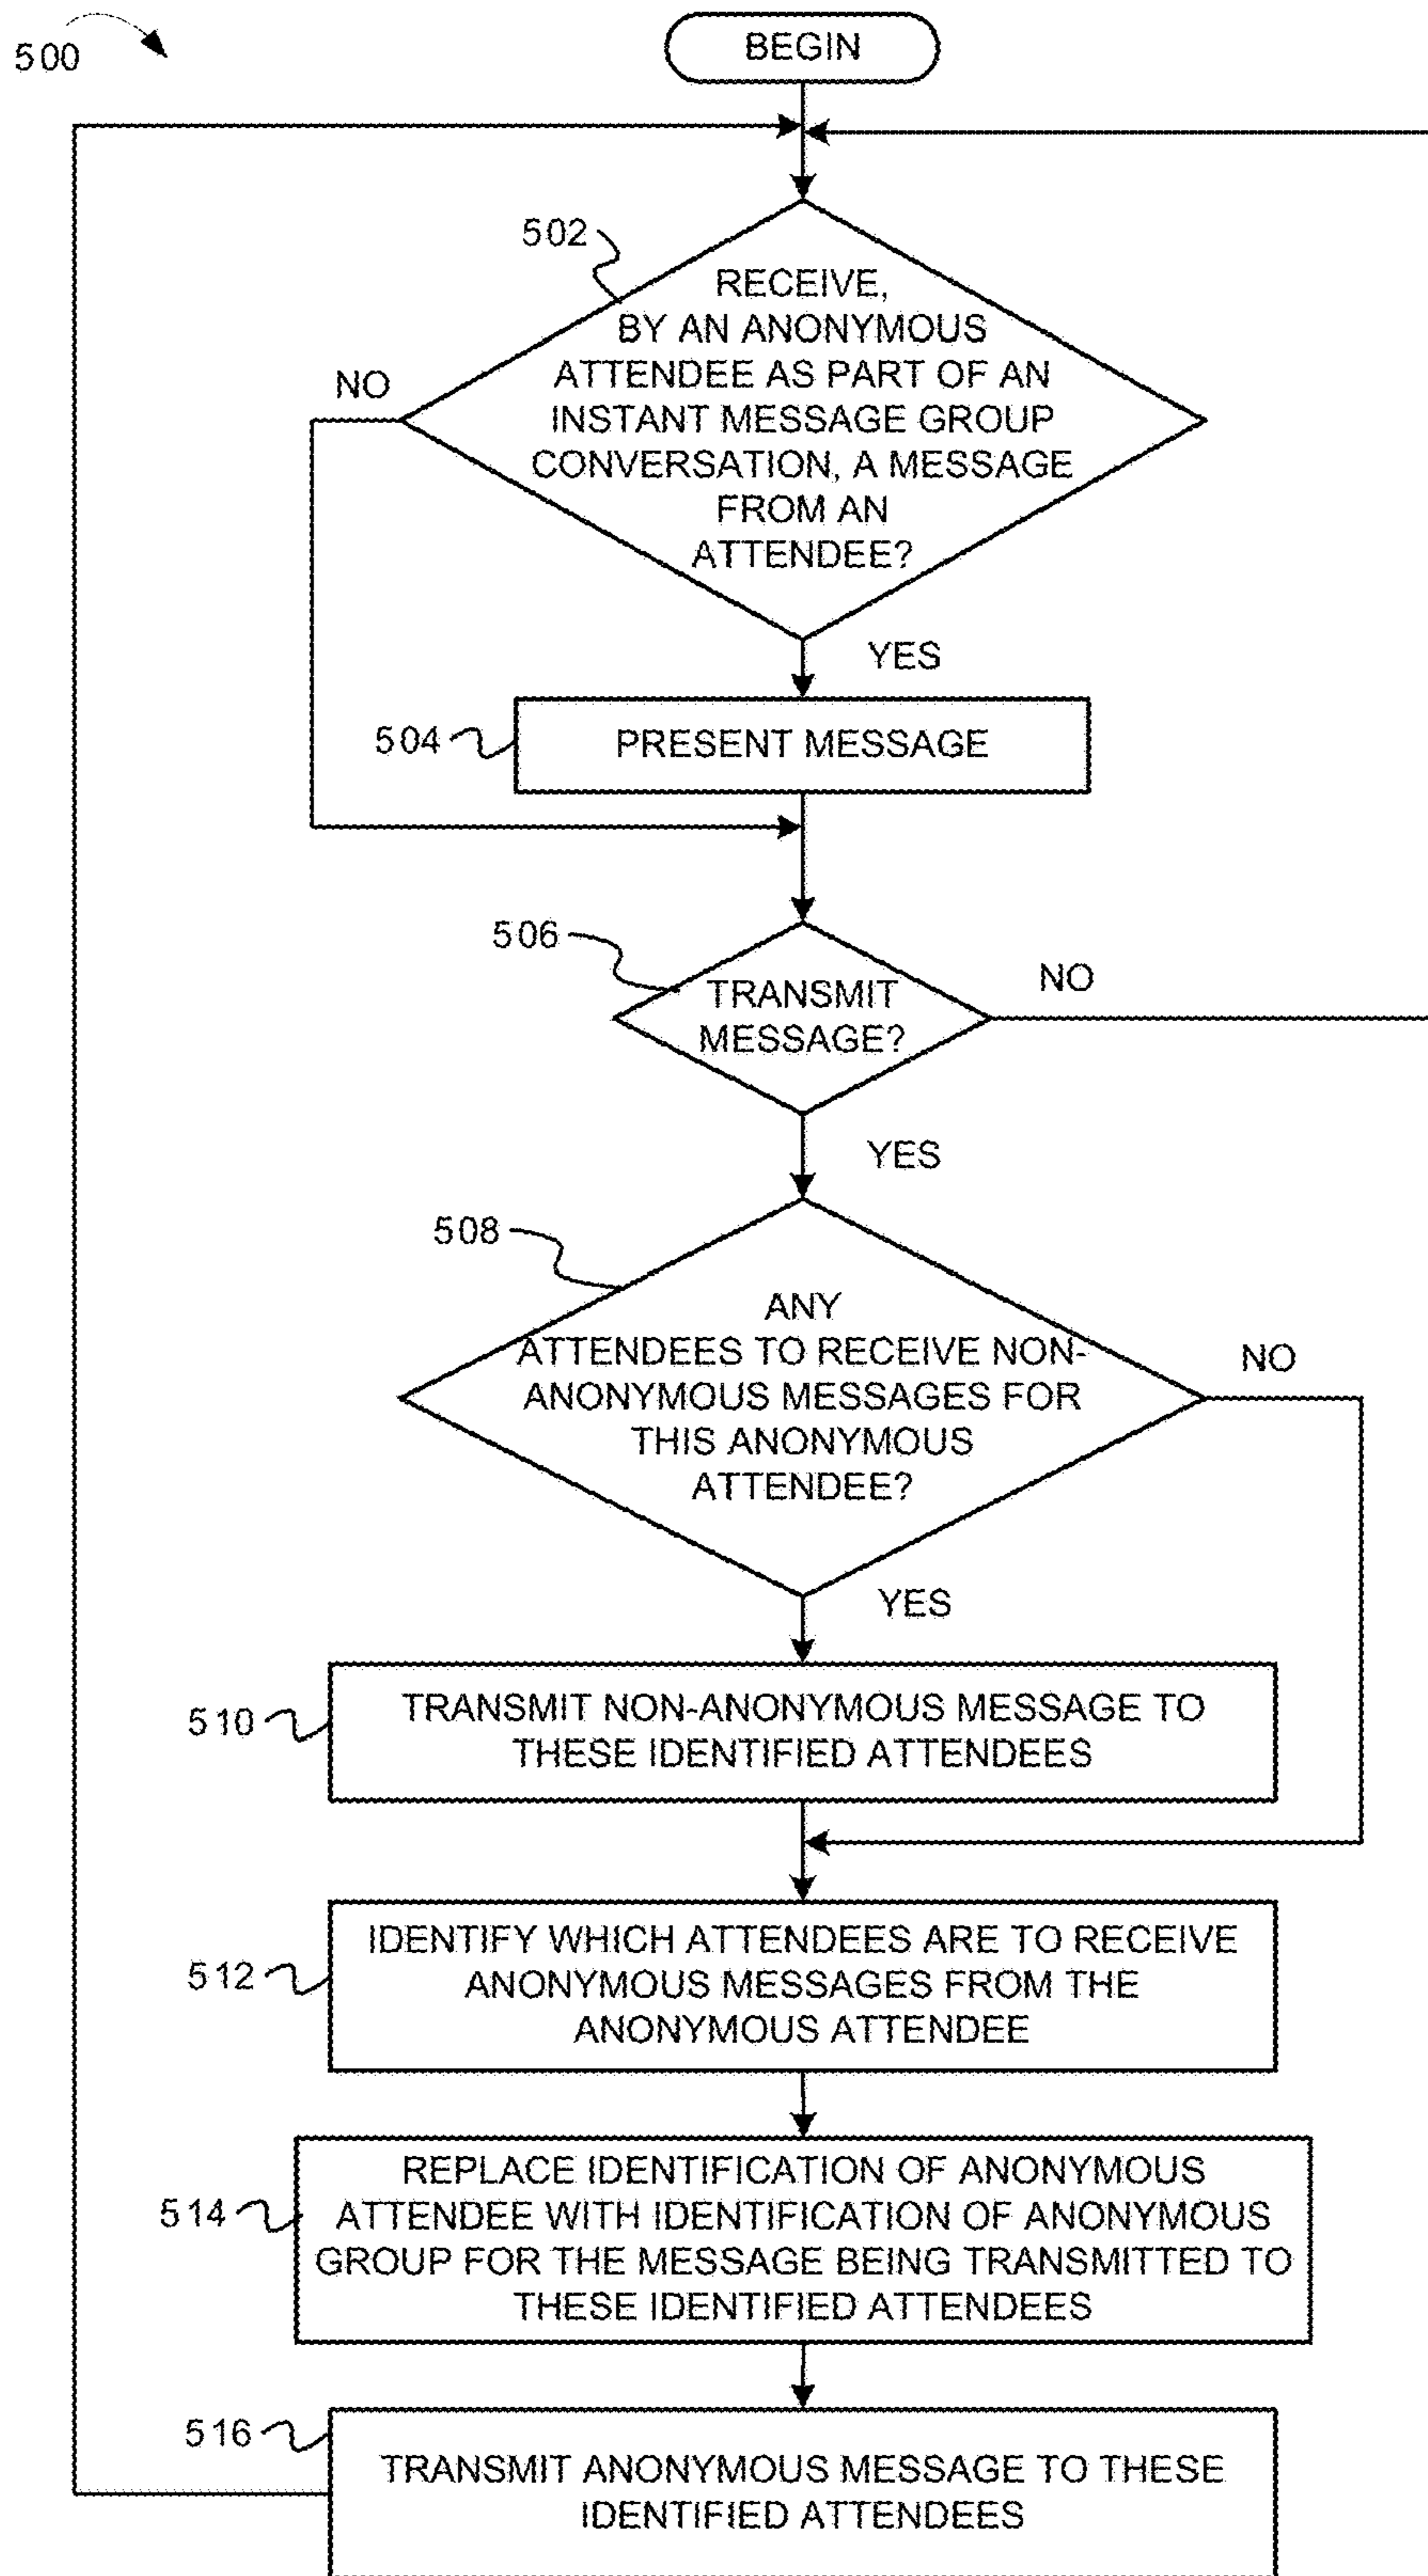 500
BEGIN
502
RECEIVE,
BY AN ANONYMOUS
ATTENDEE AS PART OF AN
INSTANT MESSAGE GROUP
CONVERSATION, A MESSAGE
FROM AN
ATTENDEE?
NO
YES
504
PRESENT MESSAGE
506
TRANSMIT
MESSAGE?
NO
YES
508
ANY
ATTENDEES TO RECEIVE NON-
ANONYMOUS MESSAGES FOR
THIS ANONYMOUS
ATTENDEE?
NO
YES
510
TRANSMIT NON-ANONYMOUS MESSAGE TO
THESE IDENTIFIED ATTENDEES
512
IDENTIFY WHICH ATTENDEES ARE TO RECEIVE
ANONYMOUS MESSAGES FROM THE
ANONYMOUS ATTENDEE
514
REPLACE IDENTIFICATION OF ANONYMOUS
ATTENDEE WITH IDENTIFICATION OF ANONYMOUS
GROUP FOR THE MESSAGE BEING TRANSMITTED TO
THESE IDENTIFIED ATTENDEES
516
TRANSMIT ANONYMOUS MESSAGE TO THESE
IDENTIFIED ATTENDEES